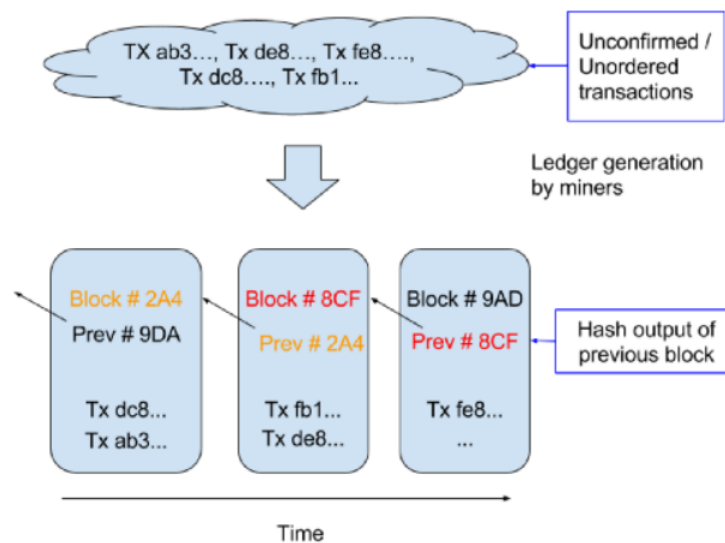 TX ab3..., Tx de8..., Tx fe8....,
Tx dc8...., Tx fb1...
Unconfirmed /
Unordered
transactions
Ledger generation
by miners
Block # 2A4
Prev # 9DA
Tx dc8...
Tx ab3...
Block # 8CF
Prev # 2A4
Tx fb1...
Tx de8...
Block # 9AD
Prev # 8CF
Tx fe8...
...
Hash output of
previous block
Time